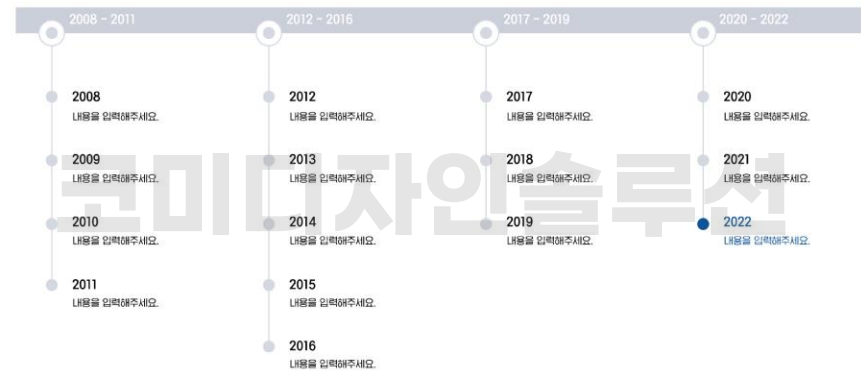 2008 - 2011
2008
내용을 입력해주세요.
2009
내용을 입력해주세요.
2010
내용을 입력해주세요.
2011
내용을 입력해주세요.
2012 - 2016
2012
내용을 입력해주세요.
2013
내용을 입력해주세요.
2014
내용을 입력해주세요.
2015
내용을 입력해주세요.
2016
내용을 입력해주세요.
2017 - 2019
2017
내용을 입력해주세요.
2018
내용을 입력해주세요.
2019
내용을 입력해주세요.
2020 - 2022
2020
내용을 입력해주세요.
2021
내용을 입력해주세요.
2022
내용을 입력해주세요.
코미디자인솔루션